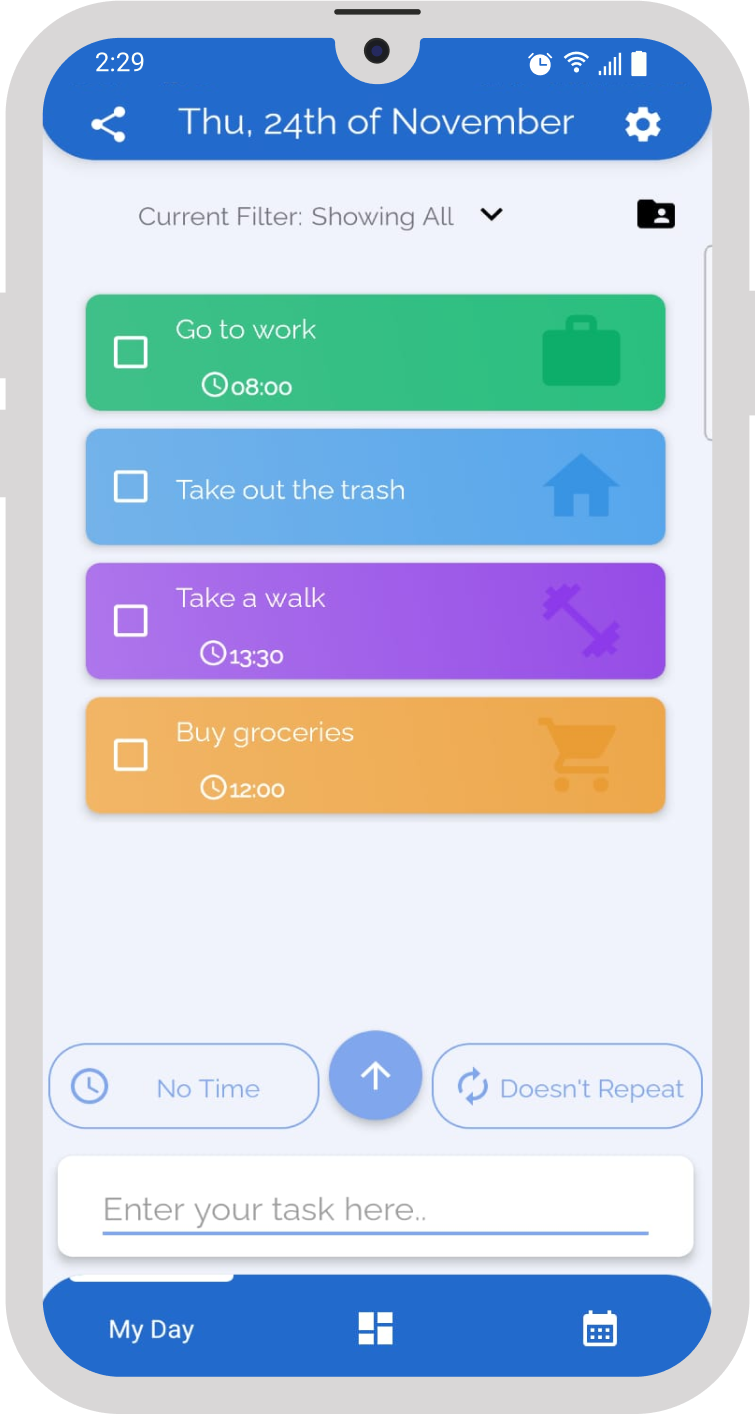 2:29
Thu, 24th of November
Current Filter: Showing All
Go to work
08:00
Take out the trash
Take a walk
13:30
Buy groceries
12:00
No Time
Doesn't Repeat
Enter your task here..
My Day